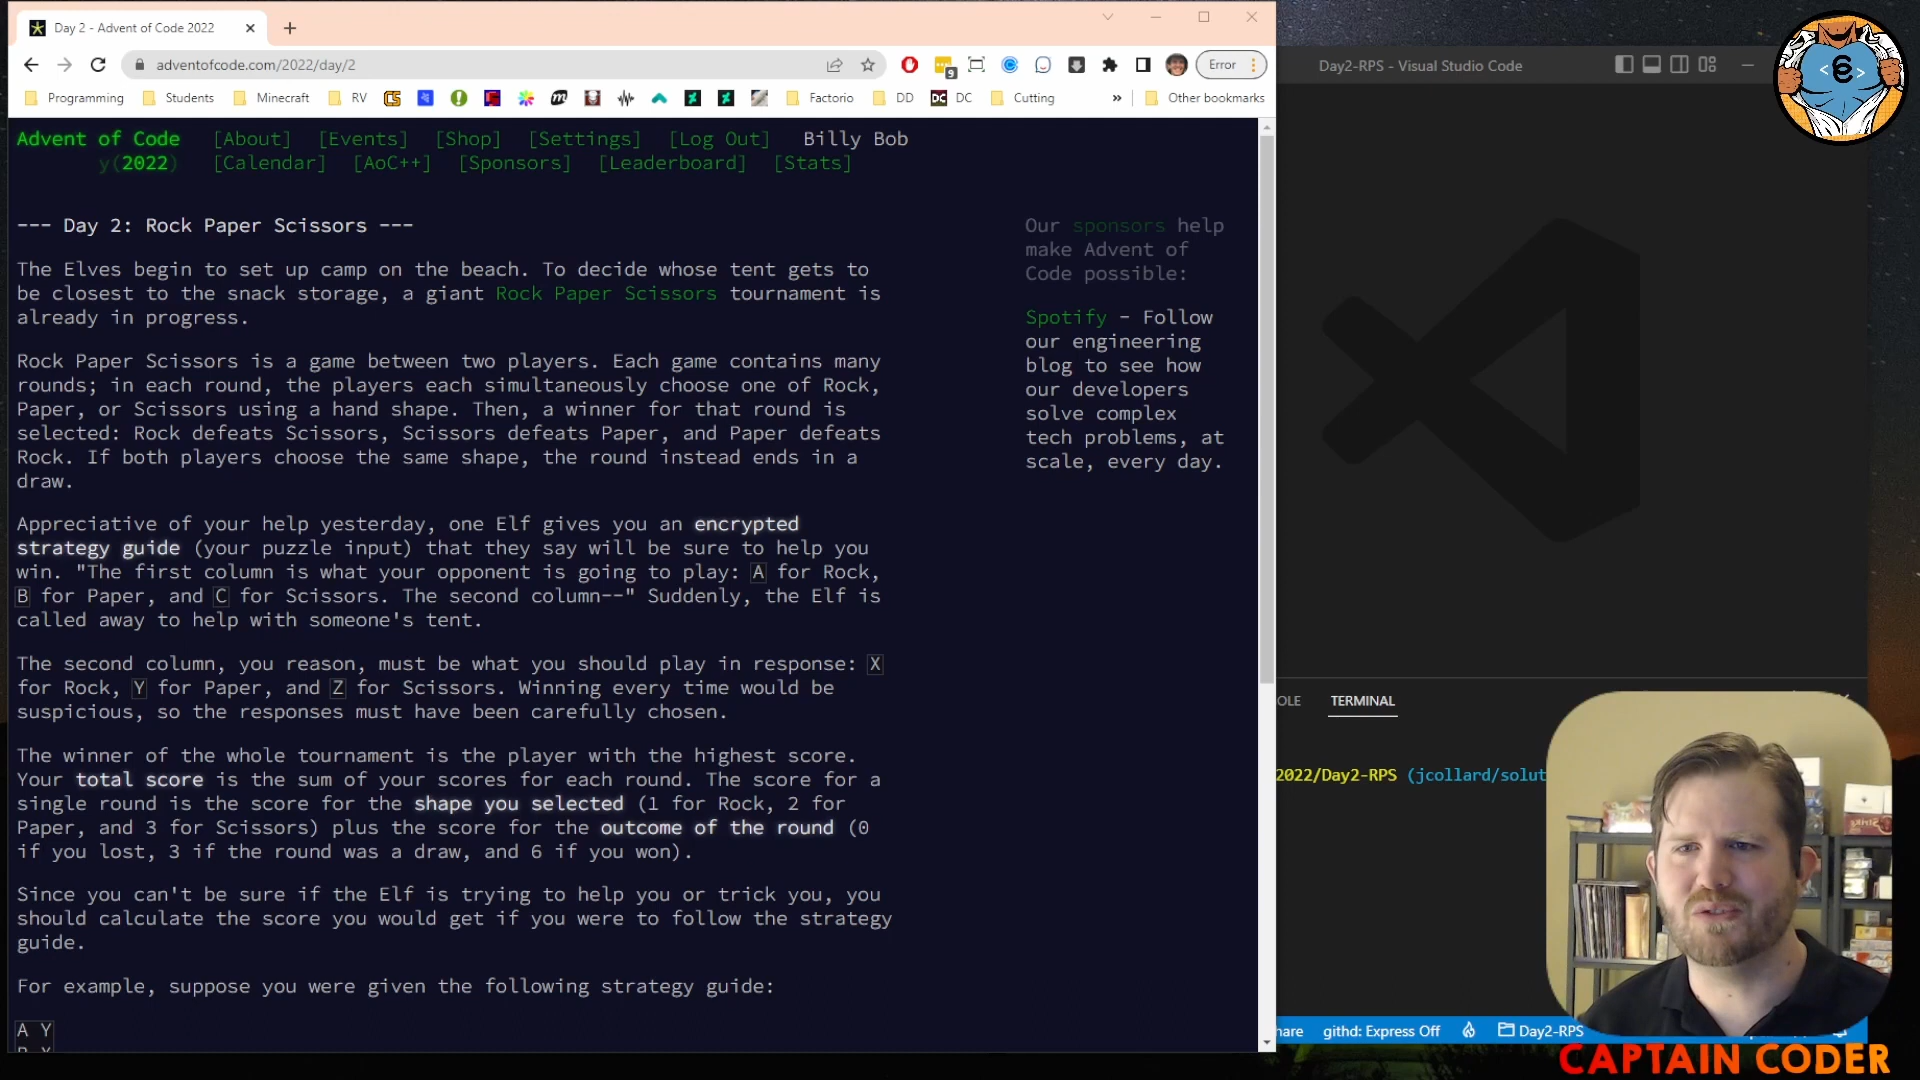 Day 2 - Advent of Code 2022
adventofcode.com/2022/day/2
9
Error
Programming
Students
Minecraft
RV
Factorio
DD
DC
DC
Cutting
»
Other bookmarks
Advent of Code [About] [Events] [Shop] [Settings] [Log Out] Billy Bob
y(2022) [Calendar] [AoC++] [Sponsors] [Leaderboard] [Stats]
--- Day 2: Rock Paper Scissors ---
The Elves begin to set up camp on the beach. To decide whose tent gets to
be closest to the snack storage, a giant Rock Paper Scissors tournament is
already in progress.
Rock Paper Scissors is a game between two players. Each game contains many
rounds; in each round, the players each simultaneously choose one of Rock,
Paper, or Scissors using a hand shape. Then, a winner for that round is
selected: Rock defeats Scissors, Scissors defeats Paper, and Paper defeats
Rock. If both players choose the same shape, the round instead ends in a
draw.
Appreciative of your help yesterday, one Elf gives you an encrypted
strategy guide (your puzzle input) that they say will be sure to help you
win. "The first column is what your opponent is going to play: A for Rock,
B for Paper, and C for Scissors. The second column--" Suddenly, the Elf is
called away to help with someone's tent.
The second column, you reason, must be what you should play in response: X
for Rock, Y for Paper, and Z for Scissors. Winning every time would be
suspicious, so the responses must have been carefully chosen.
The winner of the whole tournament is the player with the highest score.
Your total score is the sum of your scores for each round. The score for a
single round is the score for the shape you selected (1 for Rock, 2 for
Paper, and 3 for Scissors) plus the score for the outcome of the round (0
if you lost, 3 if the round was a draw, and 6 if you won).
Since you can't be sure if the Elf is trying to help you or trick you, you
should calculate the score you would get if you were to follow the strategy
guide.
For example, suppose you were given the following strategy guide:
A Y
Our sponsors help
make Advent of
Code possible:
Spotify - Follow
our engineering
blog to see how
our developers
solve complex
tech problems, at
scale, every day.
Day2-RPS - Visual Studio Code
OLE
TERMINAL
2022/Day2-RPS (jcollard/solut
hare
githd: Express Off
Day2-RPS
CAPTAIN CODER